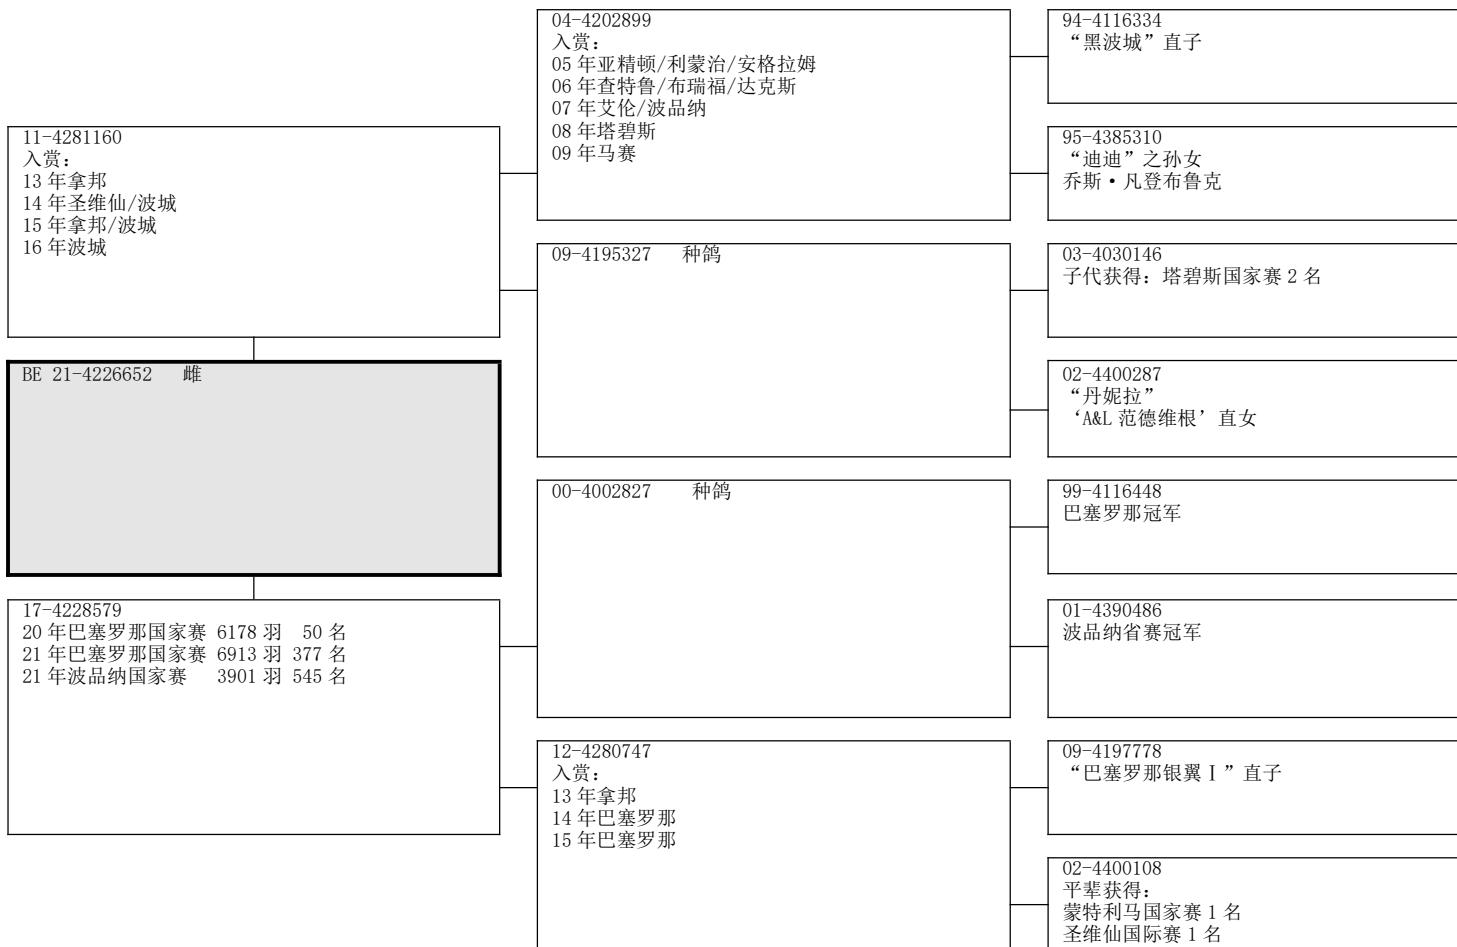 11-4281160
入赏：
13 年拿邦
14 年圣维仙/波城
15 年拿邦/波城
16 年波城
BE 21-4226652 雌
17-4228579
20 年巴塞罗那国家赛 6178 羽 50 名
21 年巴塞罗那国家赛 6913 羽 377 名
21 年波品纳国家赛 3901 羽 545 名
04-4202899
入赏：
05 年亚精顿/利蒙治/安格拉姆
06 年查特鲁/布瑞福/达克斯
07 年艾伦/波品纳
08 年塔碧斯
09 年马赛
09-4195327 种鸽
00-4002827 种鸽
12-4280747
入赏：
13 年拿邦
14 年巴塞罗那
15 年巴塞罗那
94-4116334
“黑波城”直子
95-4385310
“迪迪”之孙女
乔斯·凡登布鲁克
03-4030146
子代获得：塔碧斯国家赛 2 名
02-4400287
“丹妮拉”
‘A&L 范德维根’直女
99-4116448
巴塞罗那冠军
01-4390486
波品纳省赛冠军
09-4197778
“巴塞罗那银翼Ⅰ”直子
02-4400108
平辈获得：
蒙特利马国家赛 1 名
圣维仙国际赛 1 名